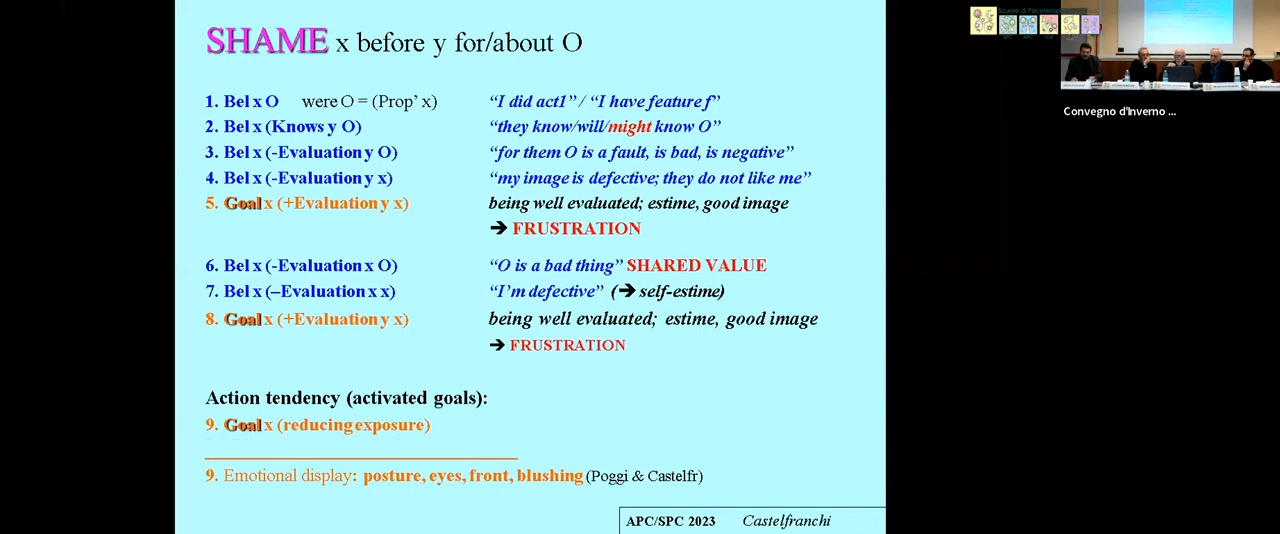 SHAME x before y for/about O
1. Bel x O were O = (Prop' x) “I did act1” / “I have feature f”
2. Bel x (Knows y O) “they know/will/might know O”
3. Bel x (-Evaluation y O) “for them O is a fault, is bad, is negative”
4. Bel x (-Evaluation y x) “my image is defective; they do not like me”
5. Goal x (+Evaluation y x) being well evaluated; estime, good image
➔ FRUSTRATION
6. Bel x (-Evaluation x O) “O is a bad thing” SHARED VALUE
7. Bel x (–Evaluation x x) “I’m defective” (➔ self-estime)
8. Goal x (+Evaluation y x) being well evaluated; estime, good image
➔ FRUSTRATION
Action tendency (activated goals):
9. Goal x (reducing exposure)
9. Emotional display: posture, eyes, front, blushing (Poggi & Castelfr)
APC/SPC 2023 Castelfranchi
Scuole di Psicoterapia
Convegno d'Inverno ...